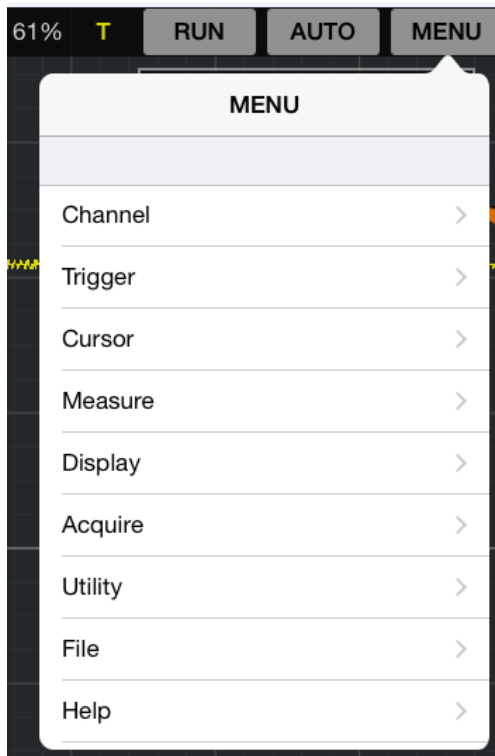 61% T RUN AUTO MENU
MENU
Channel
Trigger
Cursor
Measure
Display
Acquire
Utility
File
Help